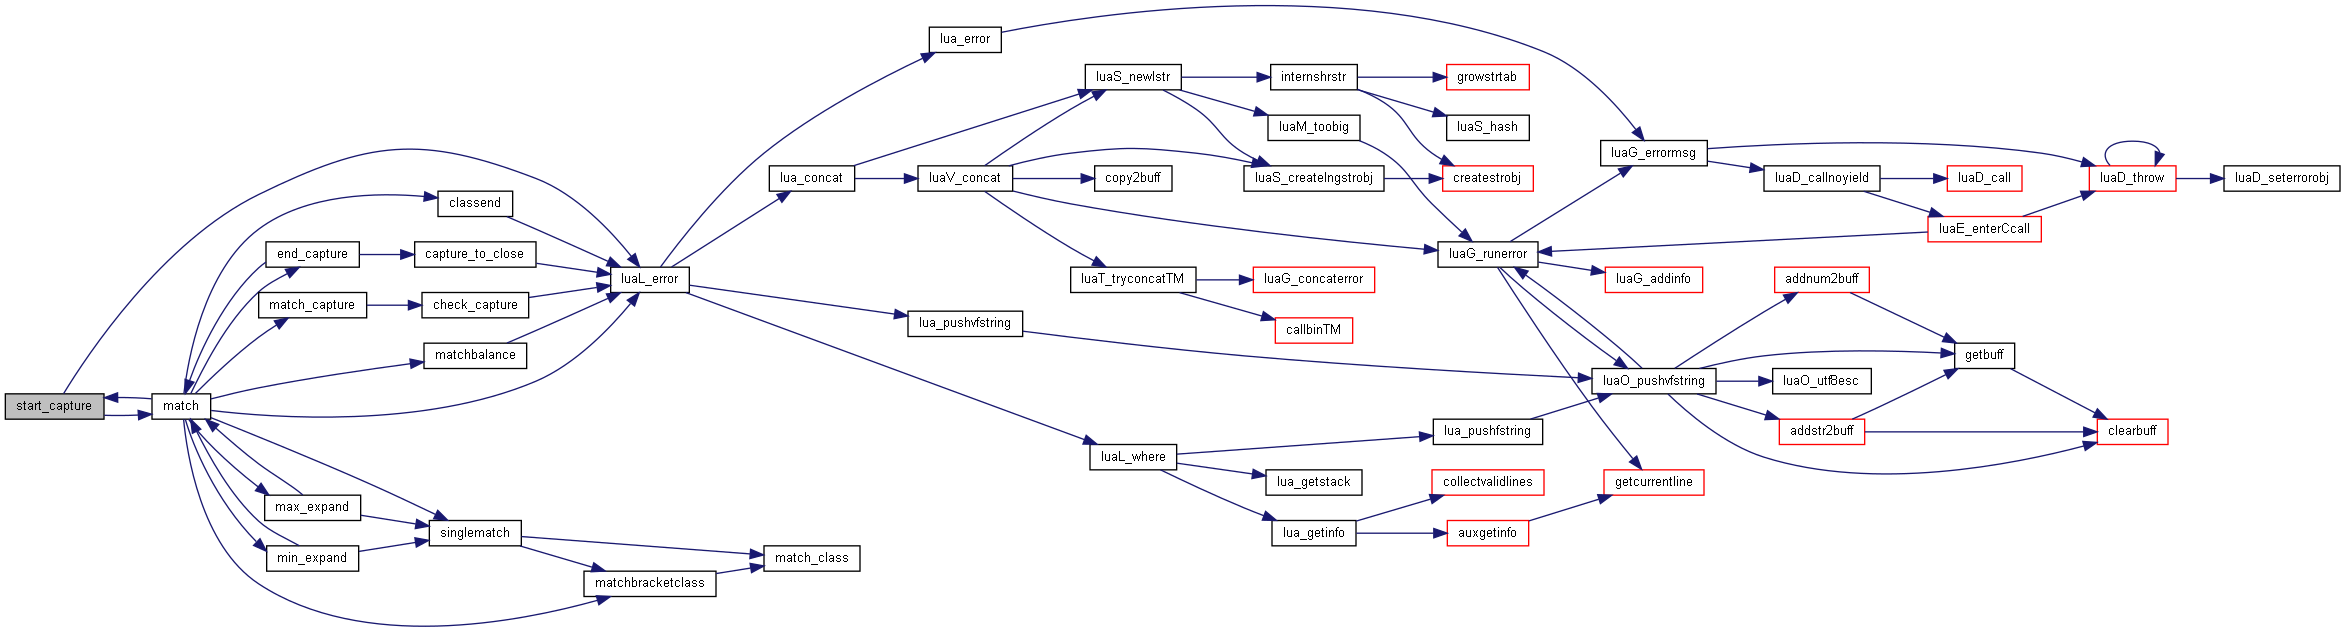 start_capture
match
classend
end_capture
capture_to_close
match_capture
check_capture
matchbalance
max_expand
min_expand
singlematch
matchbracketclass
match_class
luaL_error
lua_error
lua_concat
lua_pushvfstring
luaL_where
luaV_concat
luaS_newlstr
copy2buff
luaS_createlngstrobj
luaT_tryconcatTM
internshrstr
luaM_toobig
growstrtab
luaS_hash
createstrobj
luaG_concaterror
callbinTM
lua_pushfstring
lua_getstack
lua_getinfo
collectvalidlines
auxgetinfo
getcurrentline
luaG_runerror
luaG_errormsg
luaG_addinfo
luaO_pushvfstring
luaD_callnoyield
luaD_call
luaE_enterCcall
luaD_throw
luaD_seterrorobj
addnum2buff
luaO_utf8esc
addstr2buff
getbuff
clearbuff